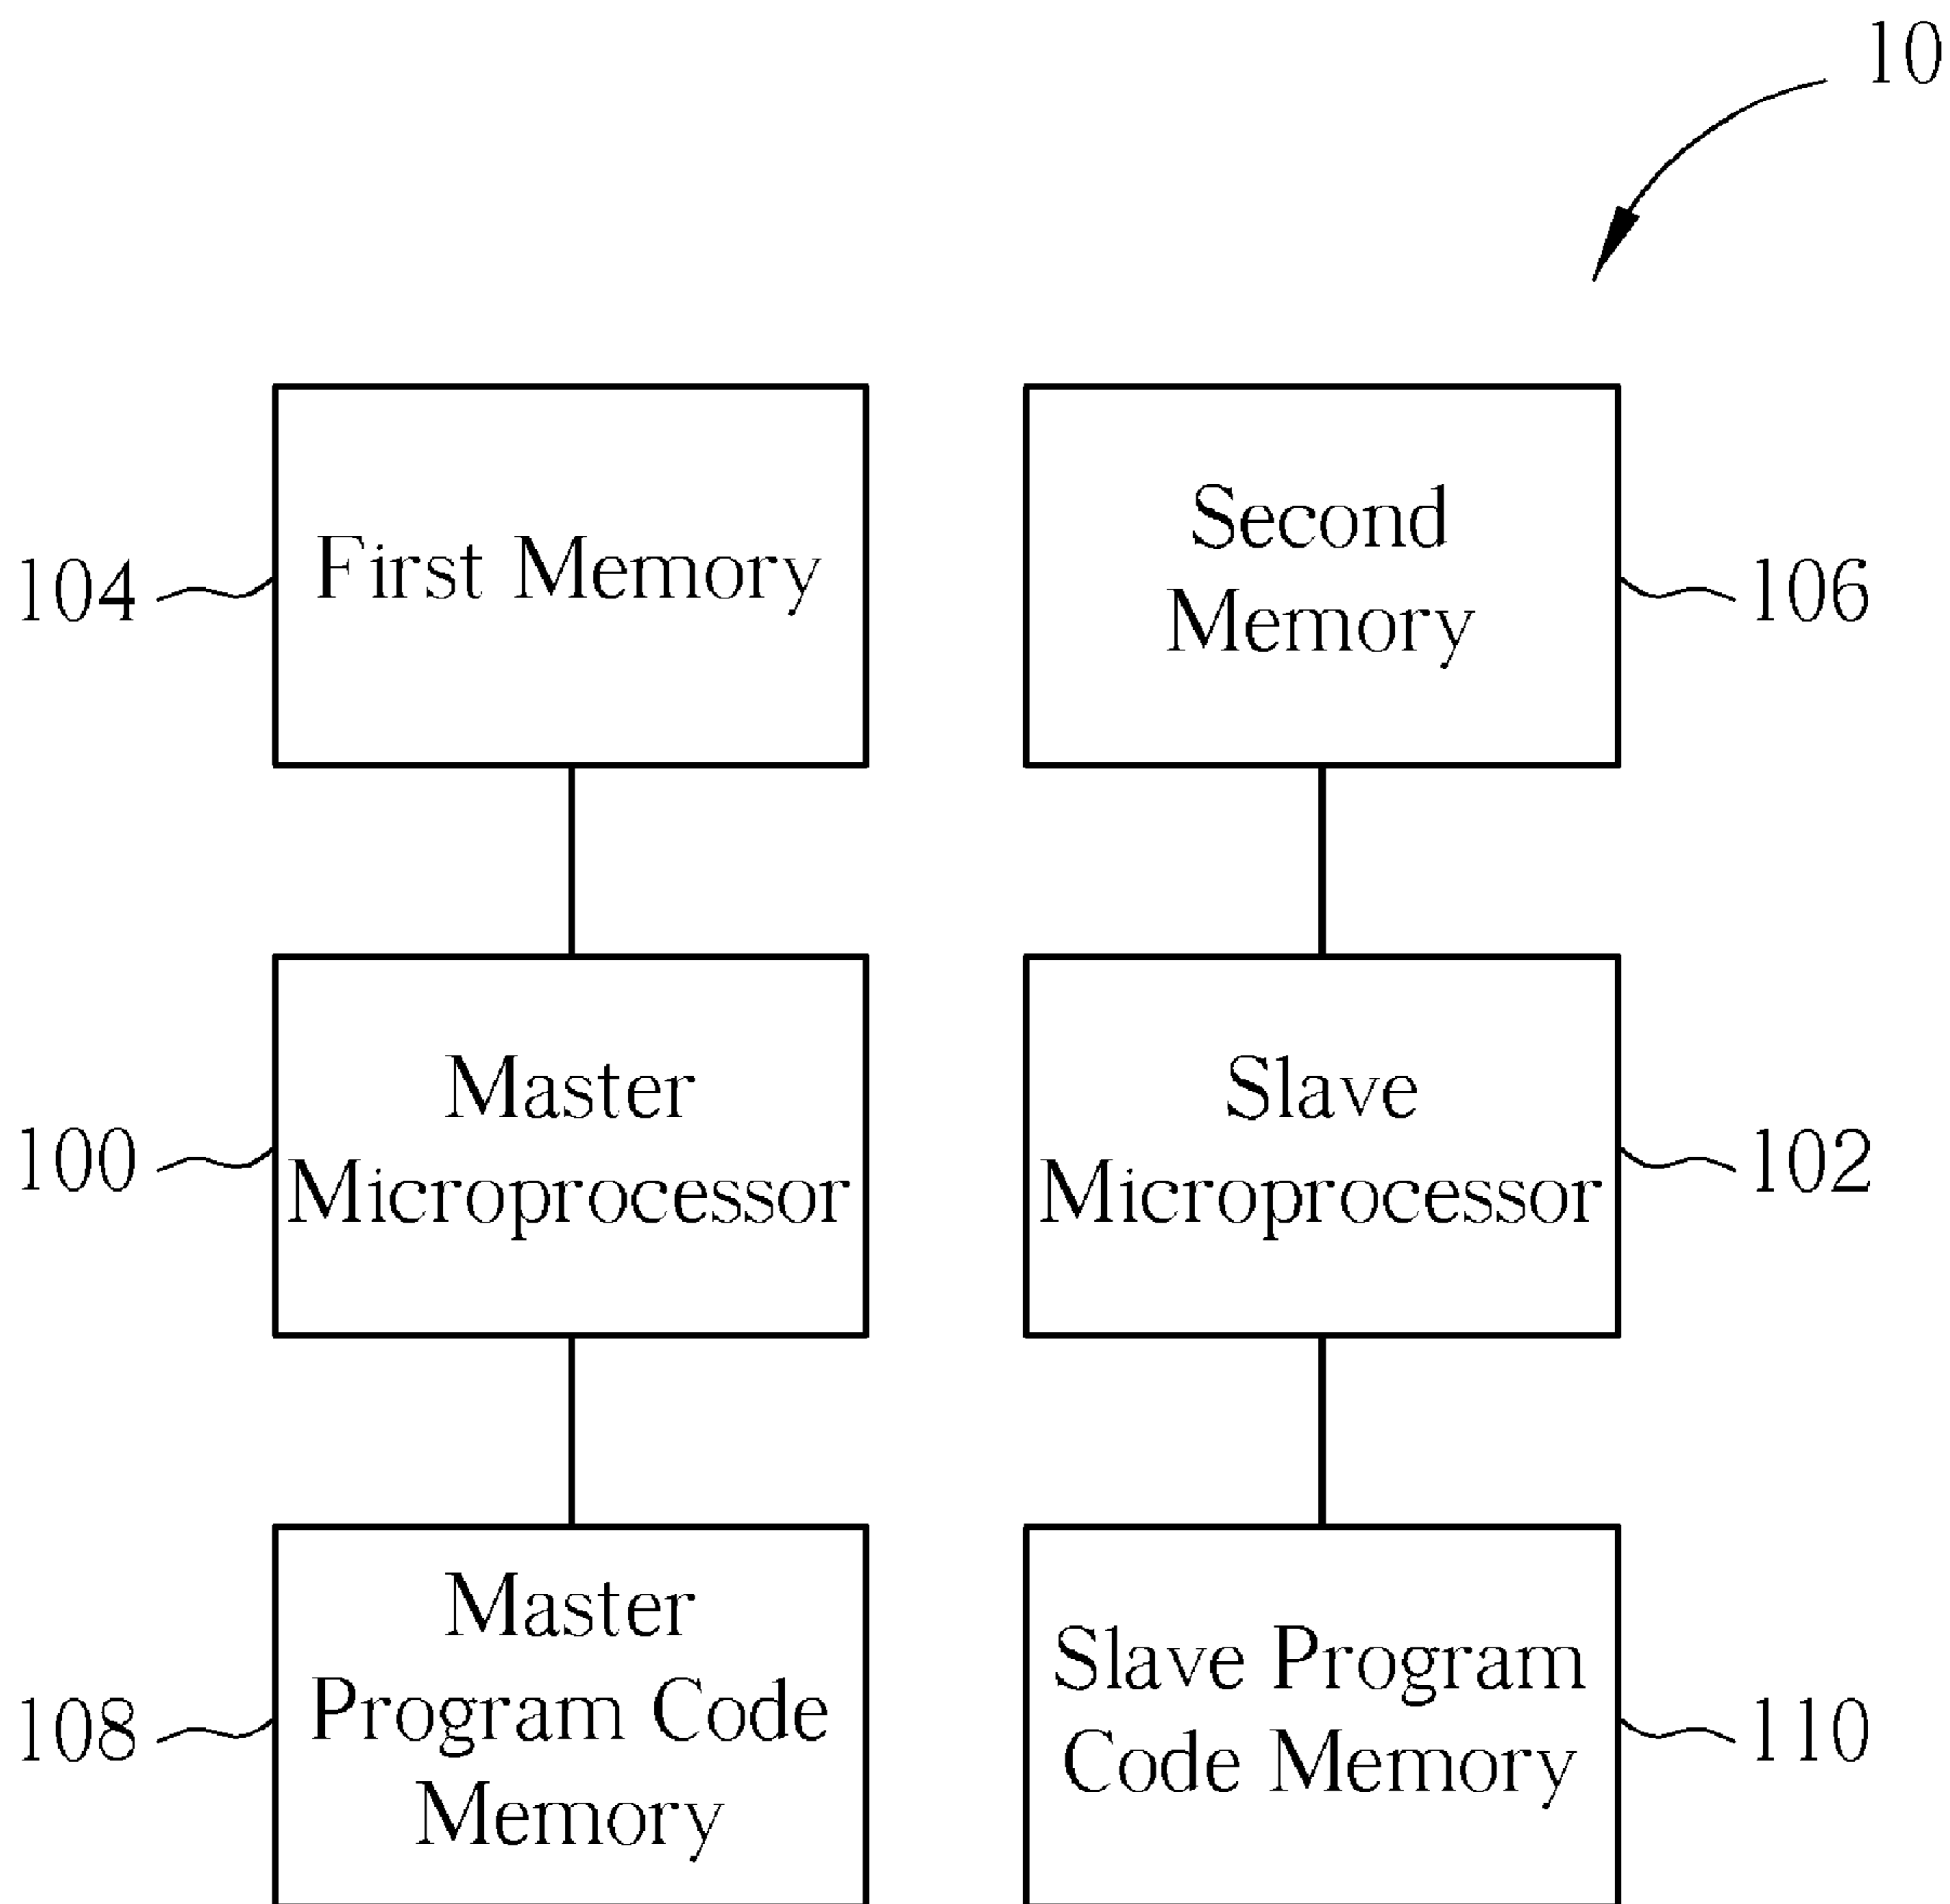 10
First Memory
104
Second
Memory
106
Master
Microprocessor
100
Slave
Microprocessor
102
Master
Program Code
Memory
108
Slave Program
Code Memory
110